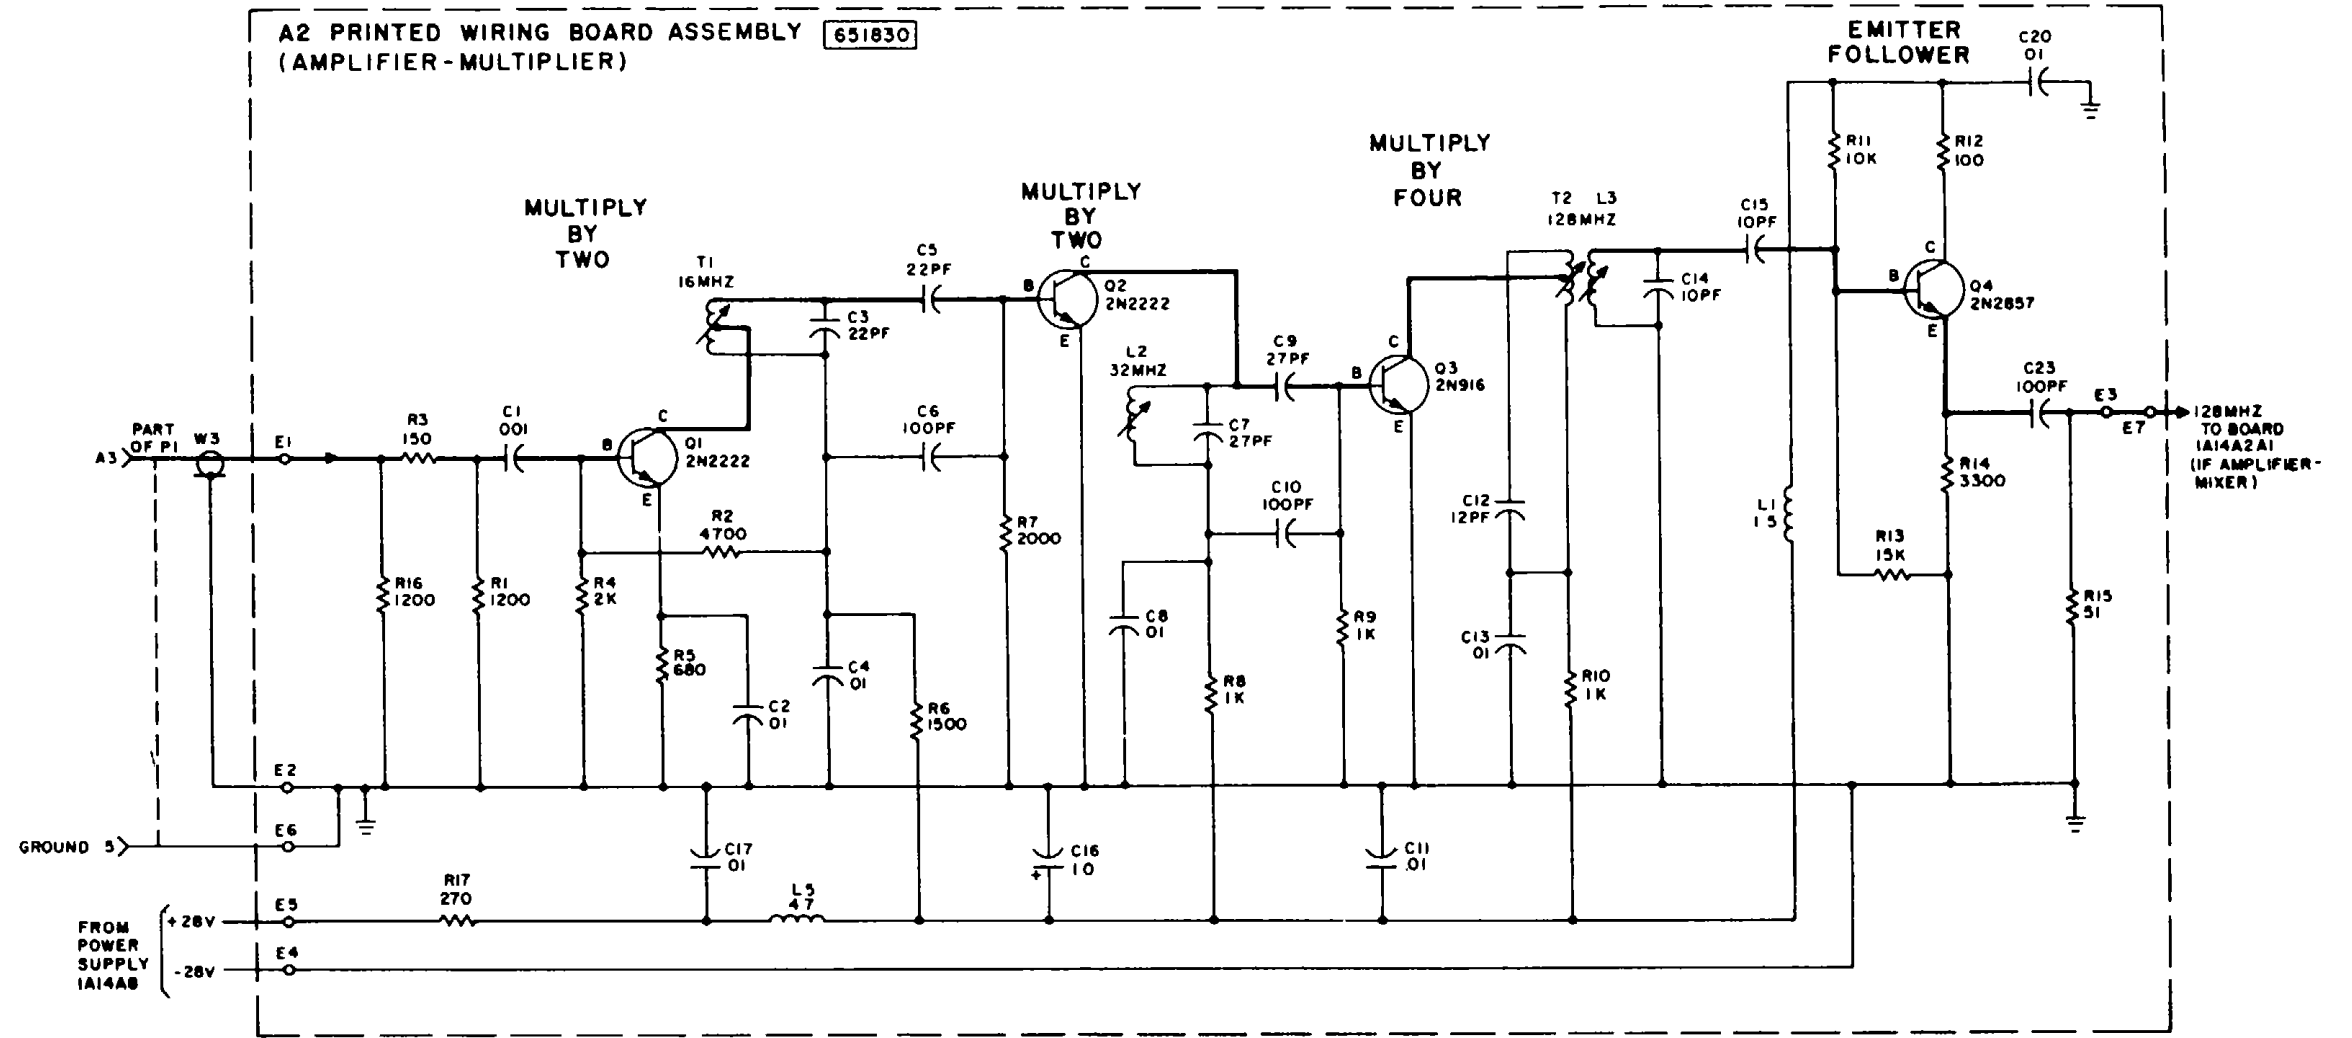 A2 PRINTED WIRING BOARD ASSEMBLY 651830
(AMPLIFIER-MULTIPLIER)
EMITTER
FOLLOWER
C20
01
R11
10K
R12
100
MULTIPLY
BY
FOUR
MULTIPLY
BY
TWO
MULTIPLY
BY
TWO
T1
16MHZ
C5
22PF
C3
22PF
B
C
E
Q2
2N2222
T2 L3
128MHZ
C15
10PF
C14
10PF
B
C
E
Q4
2N2857
L2
32MHZ
C9
27PF
C7
27PF
B
C
E
Q3
2N916
C23
100PF
E3
E7
128MHZ
TO BOARD
1A14A2A1
(IF AMPLIFIER-
MIXER)
PART
OF P1
A3
W3
E1
R3
150
C1
001
B
C
E
Q1
2N2222
C6
100PF
R2
4700
R7
2000
C10
100PF
C12
12PF
L1
1 5
R14
3300
R13
15K
R16
1200
R1
1200
R4
2K
R5
680
C2
01
C4
01
R6
1500
C8
01
R8
1K
R9
1K
C13
01
R10
1K
R15
51
E2
E6
GROUND 5
C17
01
C16
10
+
C11
.01
R17
270
L5
47
FROM
POWER
SUPPLY
1A14A8
+28V
E5
-28V
E4